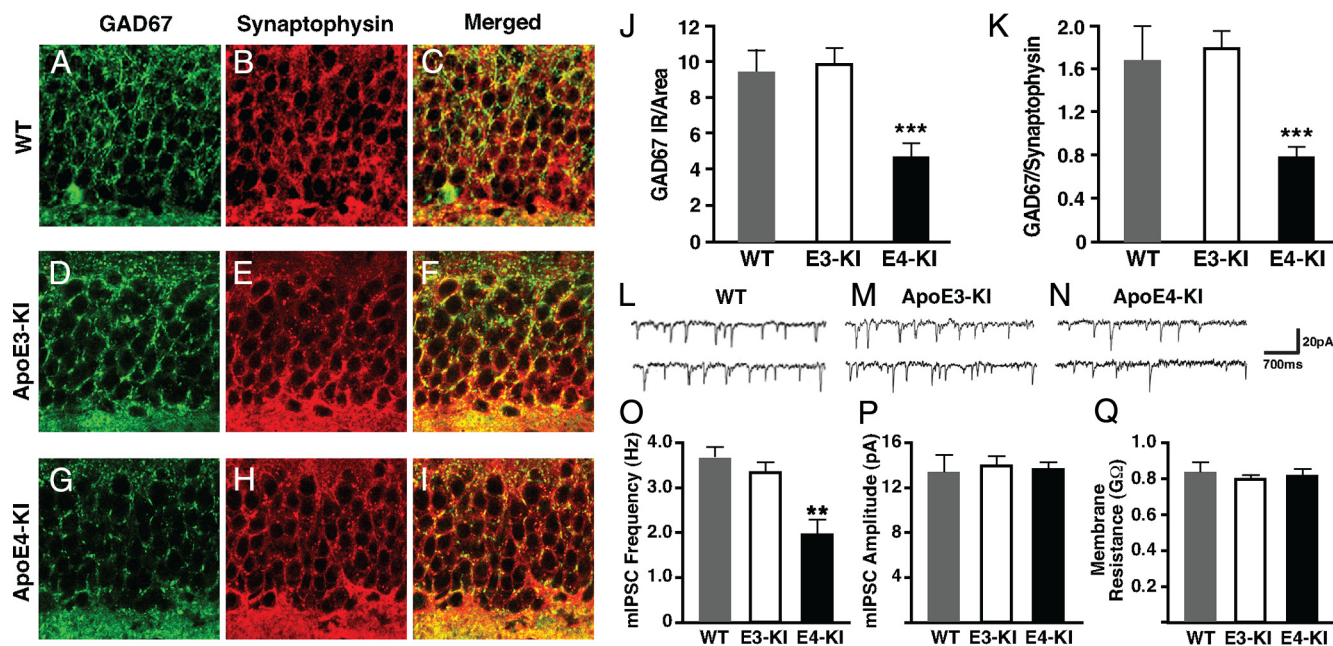 GAD67 Synaptophysin Merged
WT
A B C
ApoE3-KI
D E F
ApoE4-KI
G H I
J
GAD67 IR/Area
12
10
8
6
4
2
0
***
WT E3-KI E4-KI
K
GAD67/Synaptophysin
2.0
1.6
1.2
0.8
0.4
0
***
WT E3-KI E4-KI
L WT
M ApoE3-KI
N ApoE4-KI
20pA
700ms
O
mIPSC Frequency (Hz)
4.0
3.0
2.0
1.0
0
**
WT E3-KI E4-KI
P
mIPSC Amplitude (pA)
16
12
8
4
WT E3-KI E4-KI
Q
Membrane
Resistance (GΩ)
1.0
0.8
0.6
0.4
0.2
WT E3-KI E4-KI